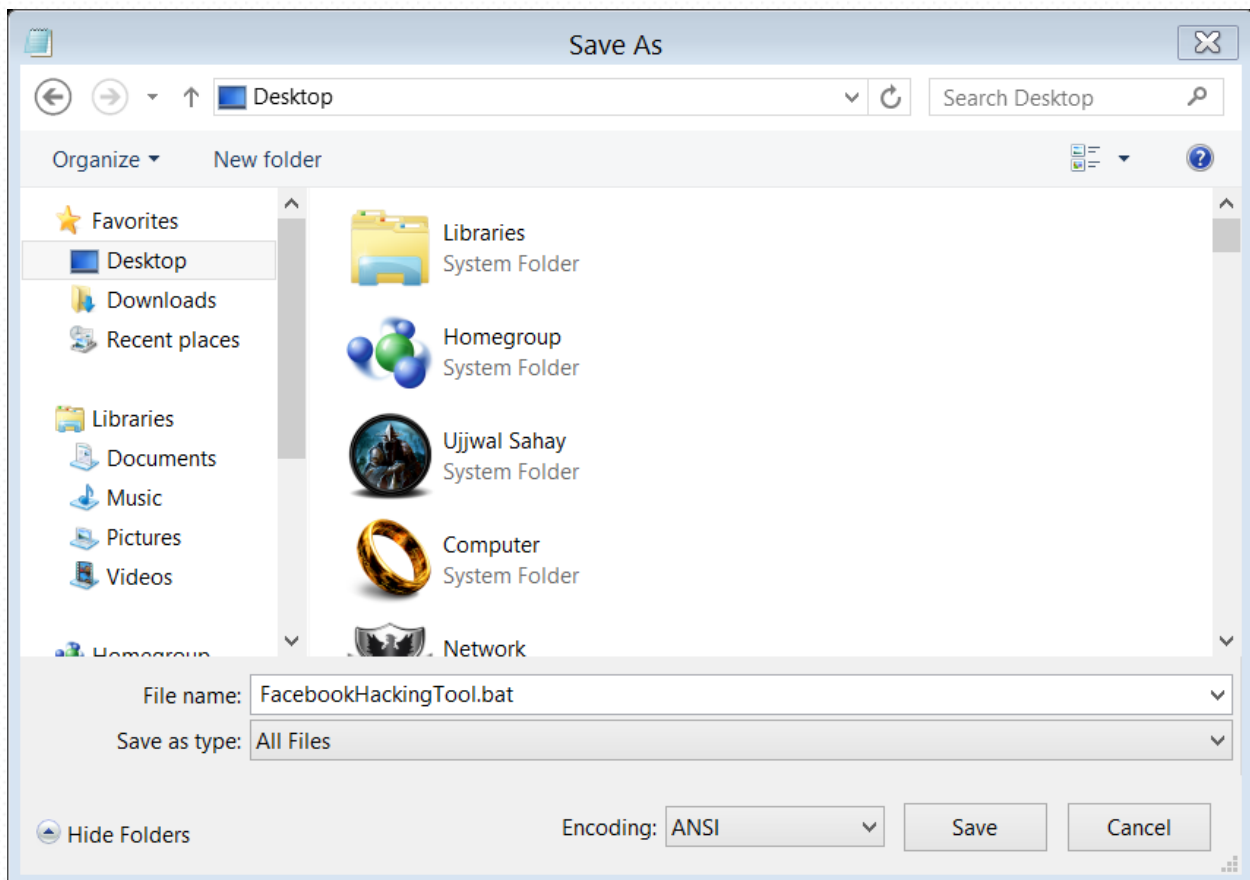 Save As
Desktop
Search Desktop
Organize
New folder
Favorites
Desktop
Downloads
Recent places
Libraries
Documents
Music
Pictures
Videos
Homegroup
Libraries
System Folder
Homegroup
System Folder
Ujjwal Sahay
System Folder
Computer
System Folder
Network
File name: FacebookHackingTool.bat
Save as type: All Files
Hide Folders
Encoding: ANSI
Save
Cancel